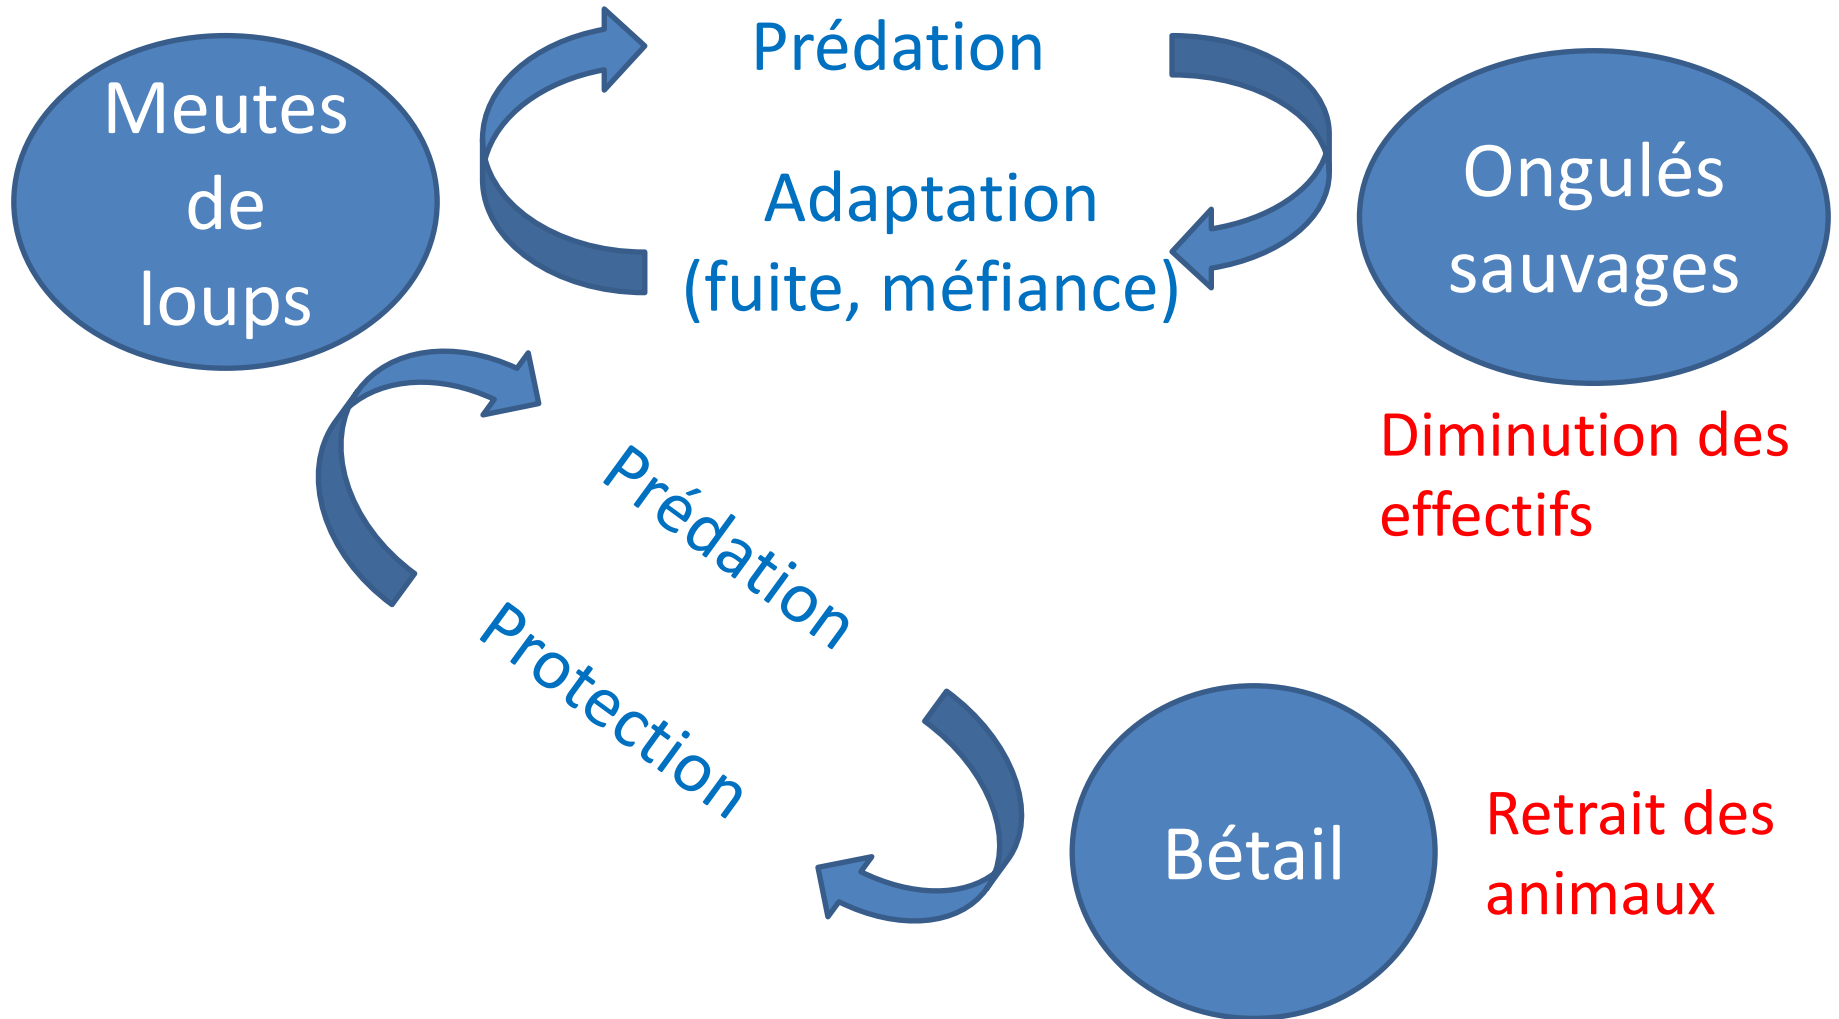 Meutes
de
loups
Prédation
Adaptation
(fuite, méfiance)
Ongulés
sauvages
Diminution des
effectifs
Prédation
Protection
Bétail
Retrait des
animaux